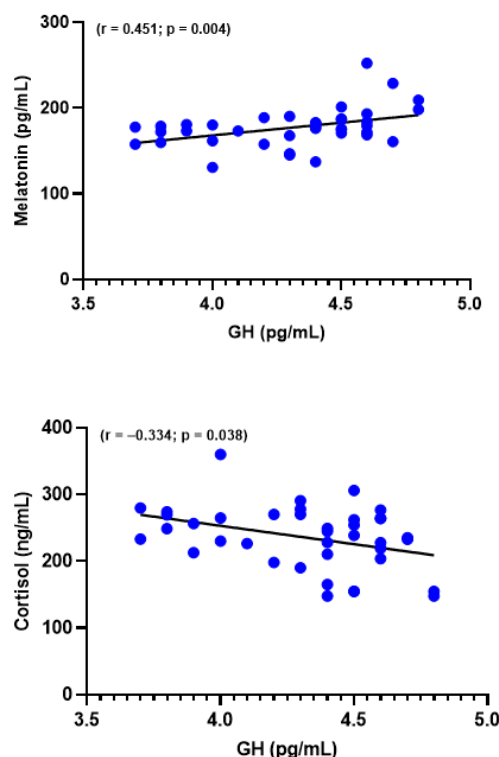 (r = 0.451; p = 0.004)
300
200
100
0
Melatonin (pg/mL)
3.5 4.0 4.5 5.0
GH (pg/mL)
(r = –0.334; p = 0.038)
400
300
200
100
0
Cortisol (ng/mL)
3.5 4.0 4.5 5.0
GH (pg/mL)